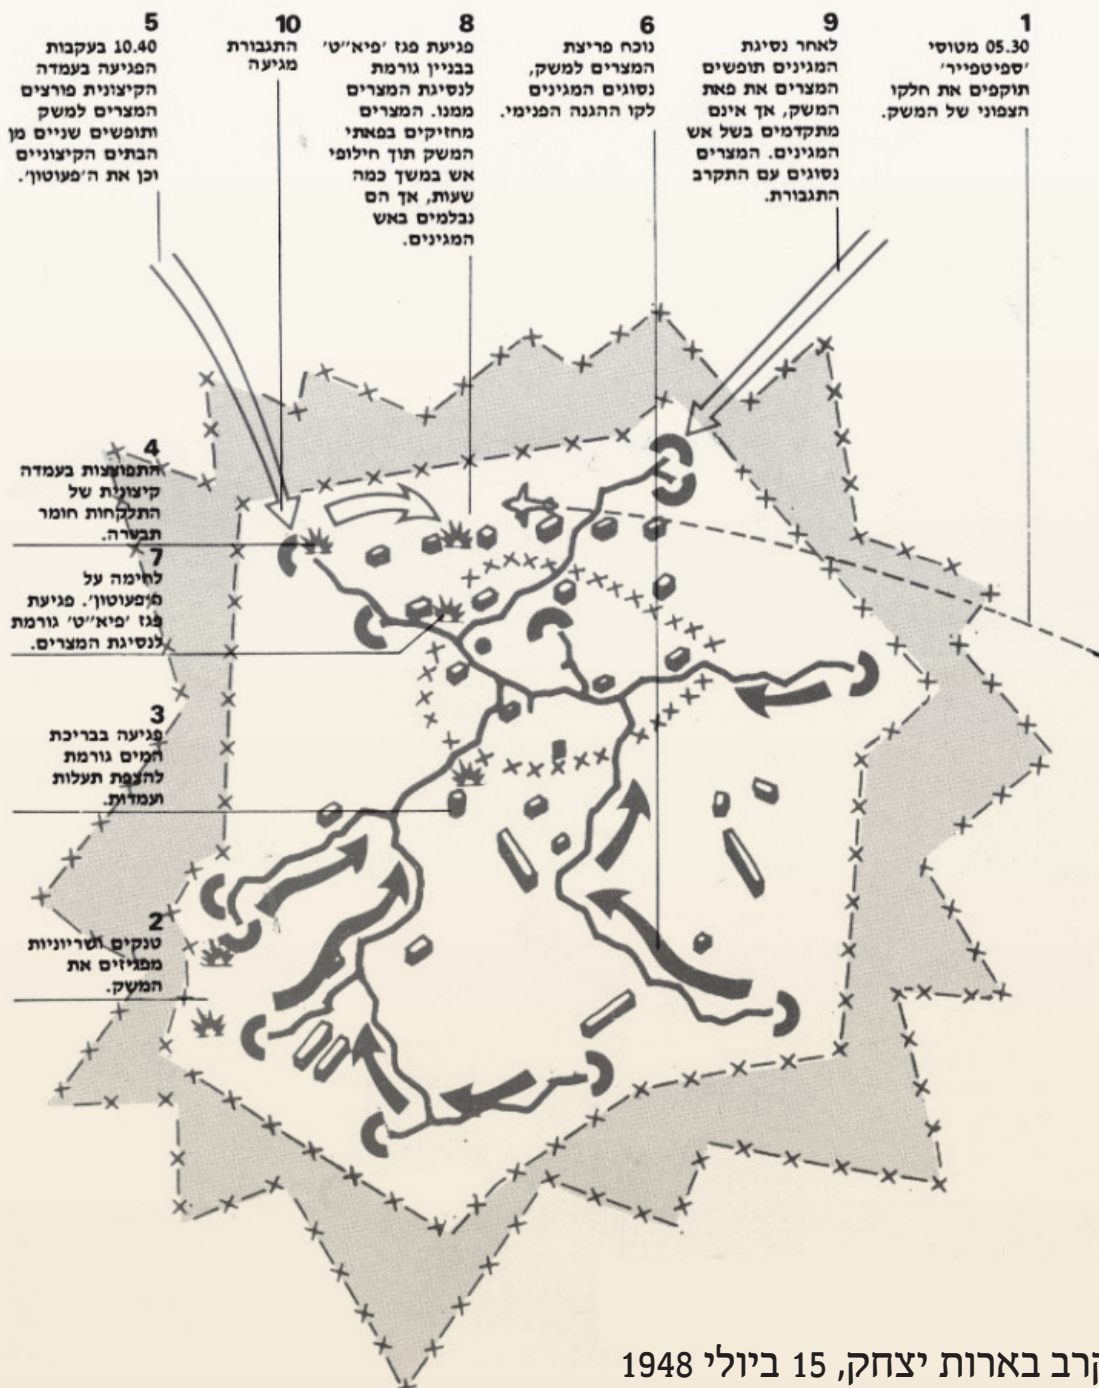 1
05.30 מטוסי
'ספיטפייר'
תוקפים את חלקו
הצפוני של המשק.
9
לאחר נסיגת
המגינים תופשים
המצרים את פאת
המשק, אך אינם
מתקדמים בשל אש
המגינים. המצרים
נסוגים עם התקרב
התגבורת.
6
נוכח פריצת
המצרים למשק,
נסוגים המגינים
לקו ההגנה הפנימי.
8
פגיעת פגז 'פיא"ט'
בבניין גורמת
לנסיגת המצרים
ממנו. המצרים
מחזיקים בפאתי
המשק תוך חילופי
אש במשך כמה
שעות, אך הם
נבלמים באש
המגינים.
10
התגבורת
מגיעה
5
10.40 בעקבות
הפגיעה בעמדה
הקיצונית פורצים
המצרים למשק
ותופשים שניים מן
הבתים הקיצוניים
וכן את ה'פעוטון'.
4
התפוצצות בעמדה
קיצונית של
התלקחות חומר
תבערה.
7
לחימה על
ה'פעוטון'. פגיעת
פגז 'פיא"ט' גורמת
לנסיגת המצרים.
3
פגיעה בבריכת
המים גורמת
להצפת תעלות
ועמדות.
2
טנקים ושריוניות
מפגיזים את
המשק.
קרב בארות יצחק, 15 ביולי 1948